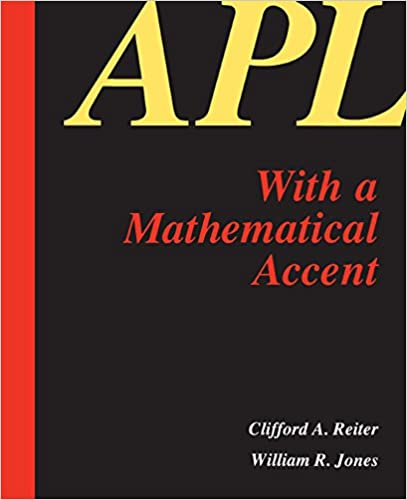 APL
With a
Mathematical
Accent
Clifford A. Reiter
William R. Jones